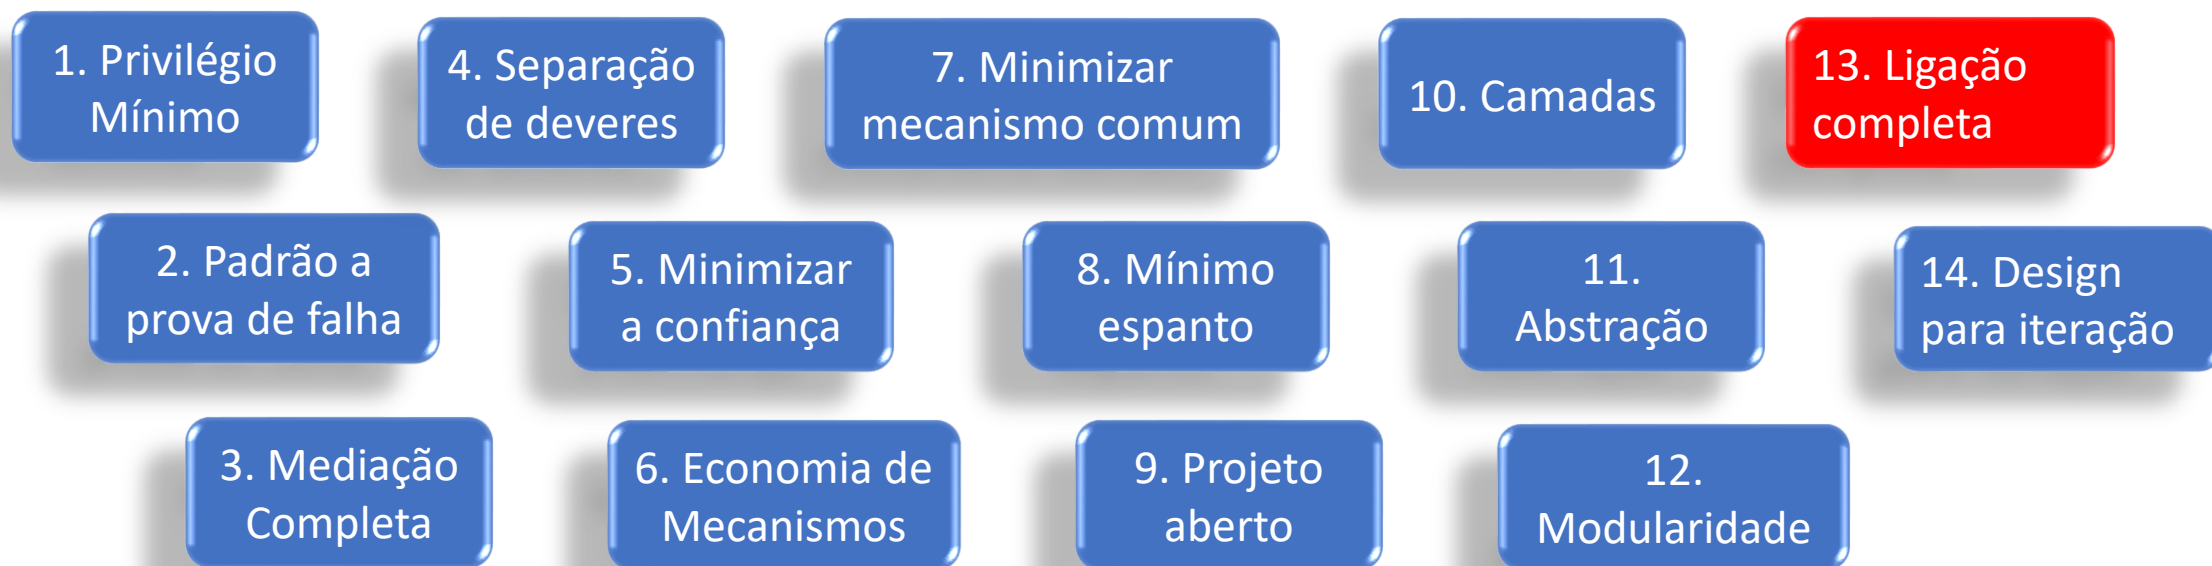 1. Privilégio
Mínimo
4. Separação
de deveres
7. Minimizar
mecanismo comum
10. Camadas
13. Ligação
completa
2. Padrão a
prova de falha
5. Minimizar
a confiança
8. Mínimo
espanto
11.
Abstração
14. Design
para iteração
3. Mediação
Completa
6. Economia de
Mecanismos
9. Projeto
aberto
12.
Modularidade